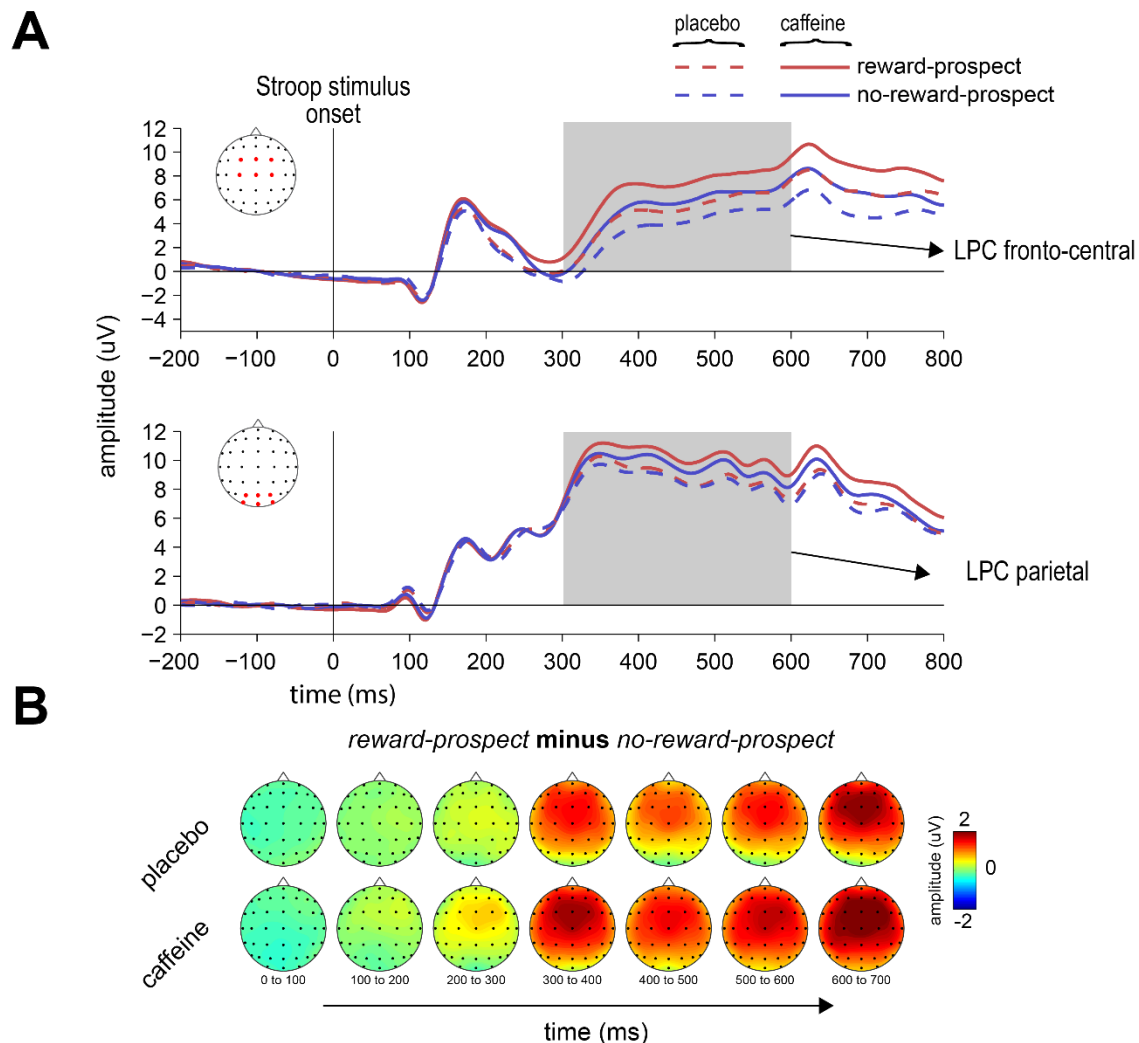 A
placebo caffeine
reward-prospect
no-reward-prospect
Stroop stimulus
onset
12
10
8
6
4
2
0
−2
−4
−200 −100 0 100 200 300 400 500 600 700 800
LPC fronto-central
amplitude (uV)
12
10
8
6
4
2
0
−2
−200 −100 0 100 200 300 400 500 600 700 800
LPC parietal
time (ms)
B
reward-prospect minus no-reward-prospect
placebo
caffeine
amplitude (uV)
2
0
-2
0 to 100 100 to 200 200 to 300 300 to 400 400 to 500 500 to 600 600 to 700
time (ms)